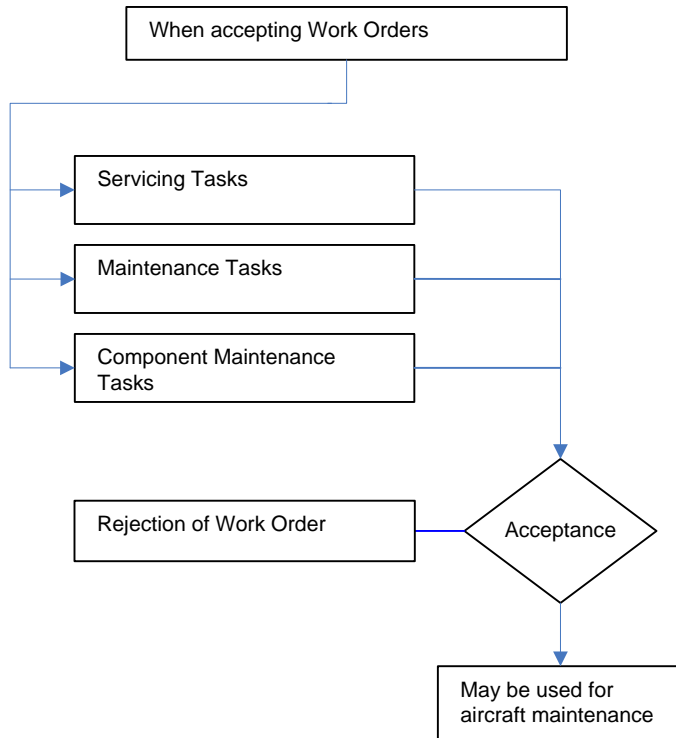 When accepting Work Orders
Servicing Tasks
Maintenance Tasks
Component Maintenance
Tasks
Rejection of Work Order
Acceptance
May be used for
aircraft maintenance